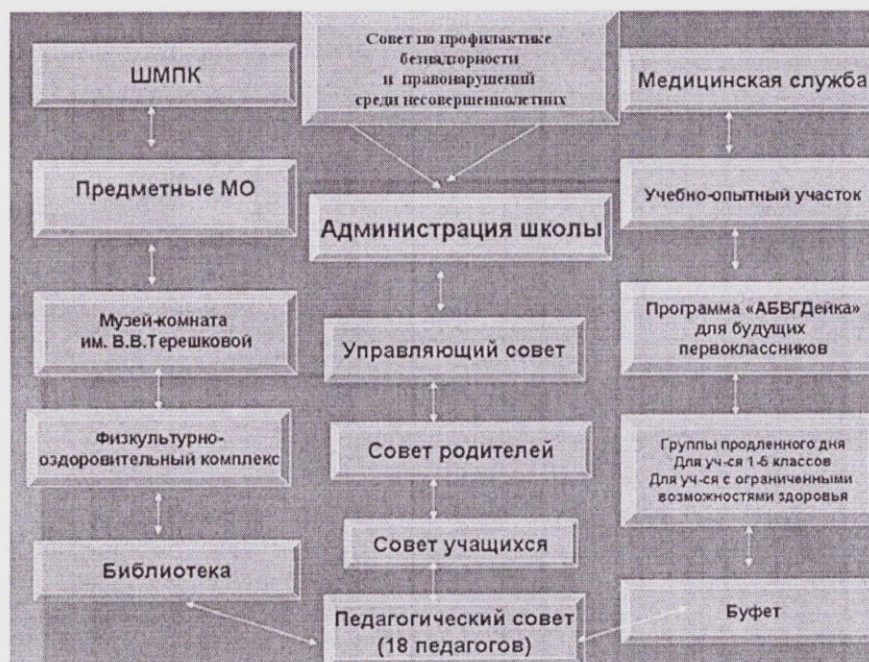 ШМПК
Предметные МО
Музей-комната
им. В.В.Терешковой
Физкультурно-
оздоровительный комплекс
Библиотека
Совет по профилактике
безнадзорности
и правонарушений
среди несовершеннолетних
Администрация школы
Управляющий совет
Совет родителей
Совет учащихся
Педагогический совет
(18 педагогов)
Медицинская служба
Учебно-опытный участок
Программа «АБВГДейка»
для будущих
первоклассников
Группы продленного дня
Для уч-ся 1-5 классов
Для уч-ся с ограниченными
возможностями здоровья
Буфет